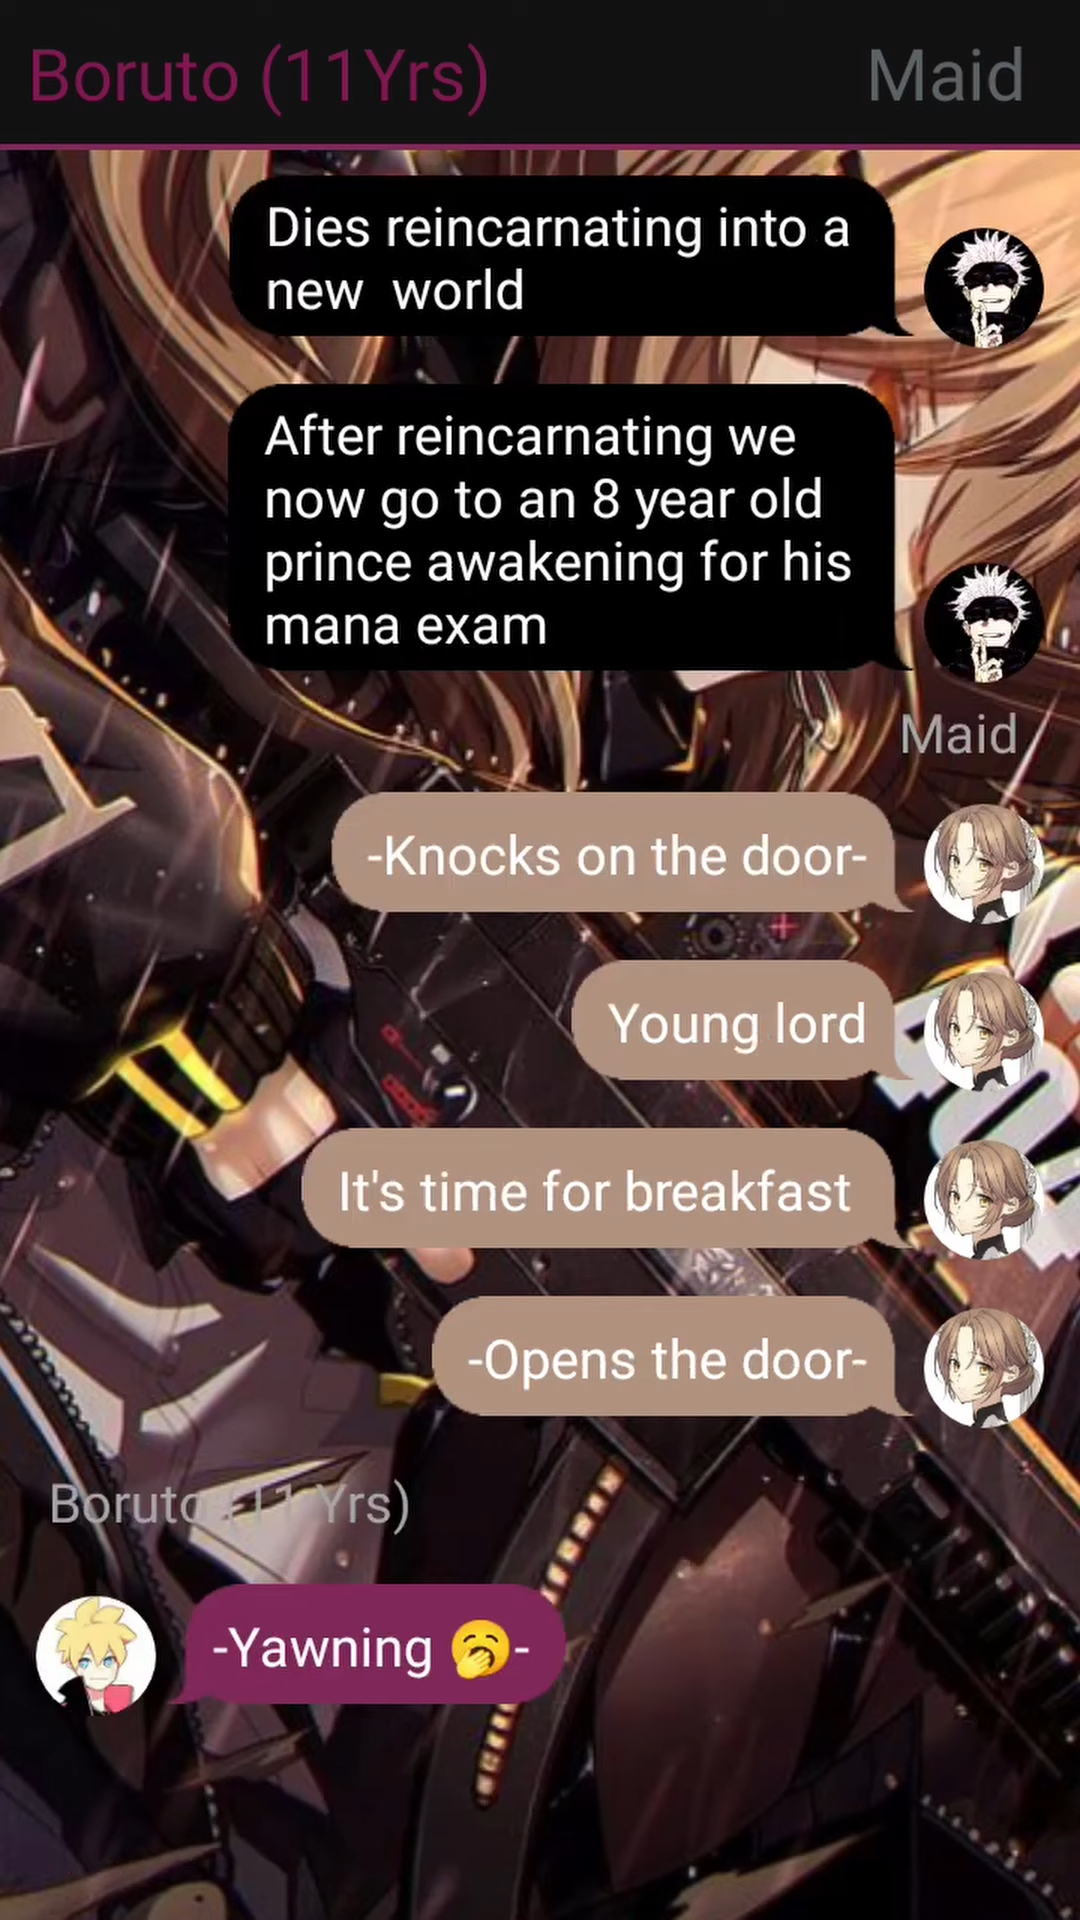 Boruto (11Yrs)
Maid
Dies reincarnating into a
new  world
After reincarnating we
now go to an 8 year old
prince awakening for his
mana exam
Maid
-Knocks on the door-
Young lord
It's time for breakfast
-Opens the door-
Boruto (11Yrs)
-Yawning 🥱-